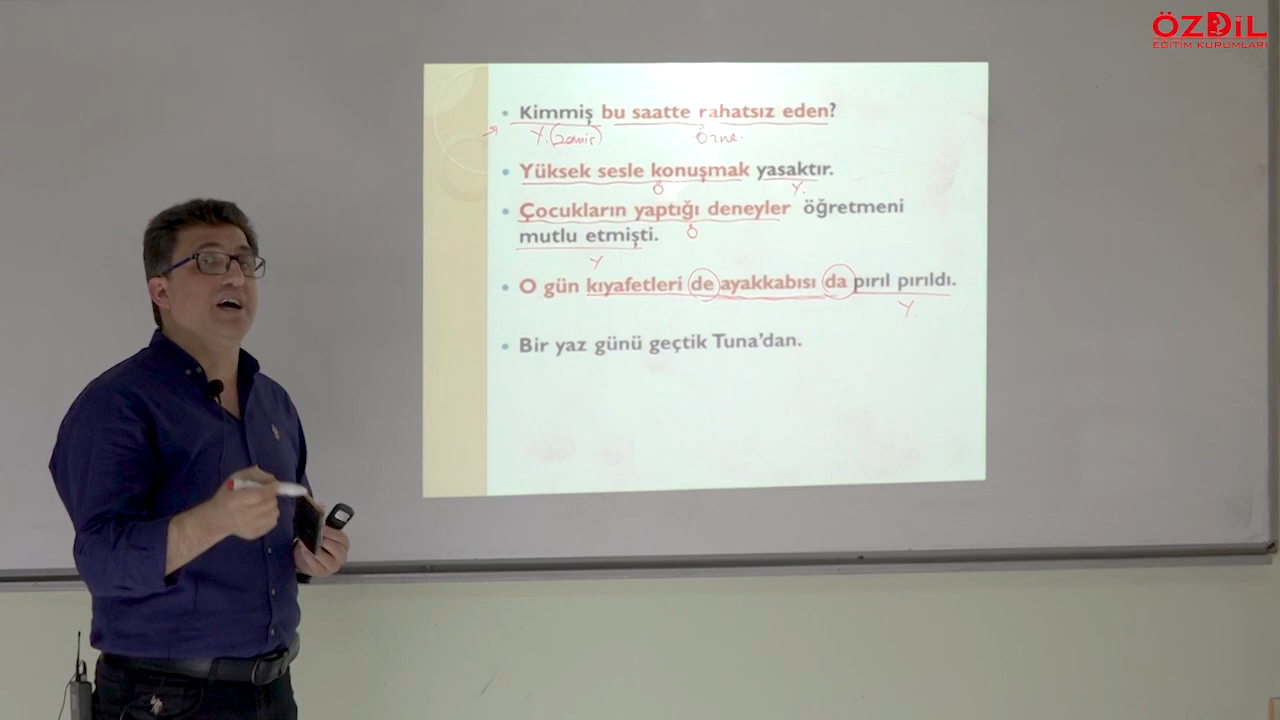 ÖZDİL
EĞİTİM KURUMLARI
• Kimmiş bu saatte rahatsız eden?
Y. (zamir) Özne.
• Yüksek sesle konuşmak yasaktır.
Ö Y.
• Çocukların yaptığı deneyler öğretmeni
mutlu etmişti. Ö
Y
• O gün kıyafetleri de ayakkabısı da pırıl pırıldı.
Y.
• Bir yaz günü geçtik Tuna'dan.